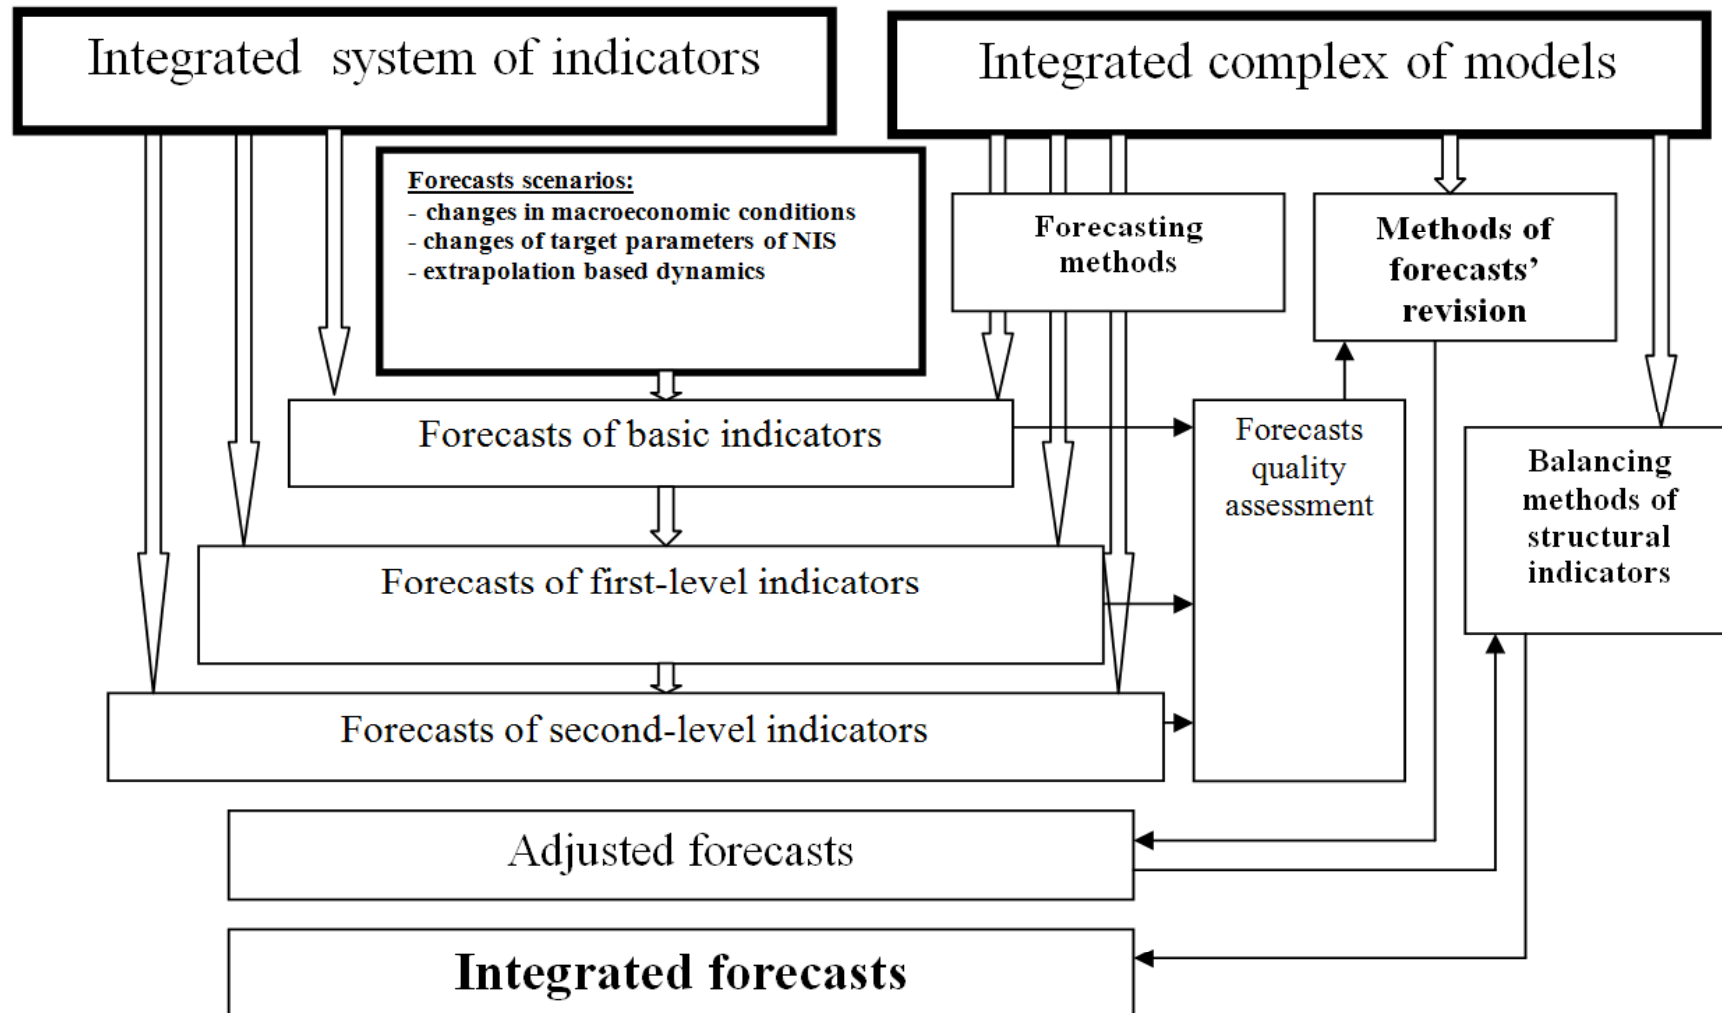 Integrated system of indicators
Integrated complex of models
Forecasts scenarios:
- changes in macroeconomic conditions
- changes of target parameters of NIS
- extrapolation based dynamics
Forecasting
methods
Methods of
forecasts’
revision
Forecasts of basic indicators
Forecasts
quality
assessment
Balancing
methods of
structural
indicators
Forecasts of first-level indicators
Forecasts of second-level indicators
Adjusted forecasts
Integrated forecasts